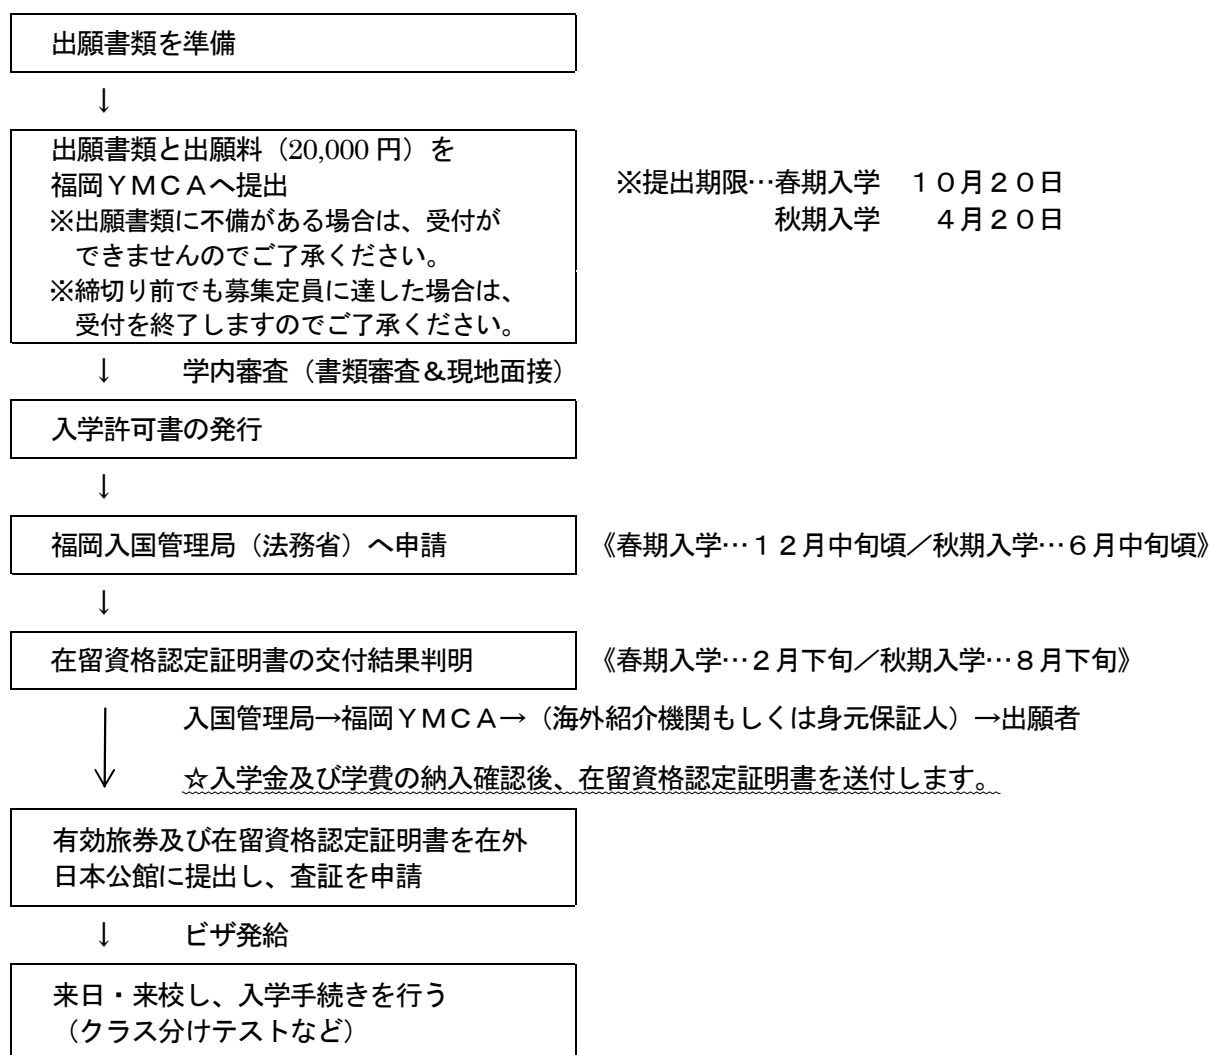 出願書類を準備
↓
出願書類と出願料（20,000 円）を
福岡ＹＭＣＡへ提出
※出願書類に不備がある場合は、受付が
できませんのでご了承ください。
※締切り前でも募集定員に達した場合は、
受付を終了しますのでご了承ください。
※提出期限…春期入学　１０月２０日
秋期入学　　４月２０日
↓　　学内審査（書類審査＆現地面接）
入学許可書の発行
↓
福岡入国管理局（法務省）へ申請　《春期入学…１２月中旬頃／秋期入学…６月中旬頃》
↓
在留資格認定証明書の交付結果判明　《春期入学…２月下旬／秋期入学…８月下旬》
入国管理局→福岡ＹＭＣＡ→（海外紹介機関もしくは身元保証人）→出願者
☆入学金及び学費の納入確認後、在留資格認定証明書を送付します。
有効旅券及び在留資格認定証明書を在外
日本公館に提出し、査証を申請
↓　　ビザ発給
来日・来校し、入学手続きを行う
（クラス分けテストなど）